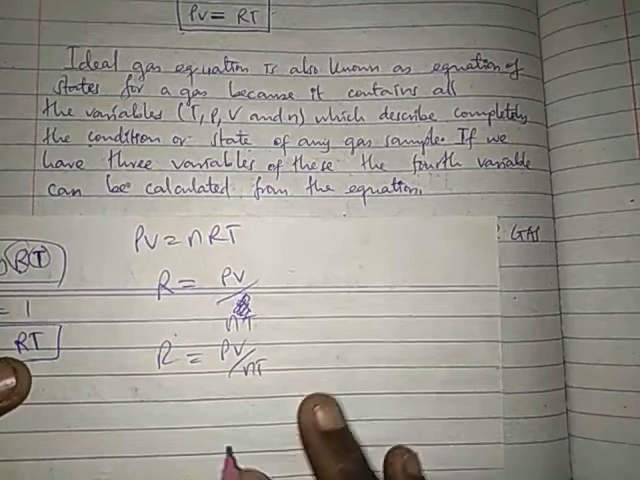 PV = RT
Ideal gas equation is also known as equation of
states for a gas because it contains all
the variables (T, P, V and n) which describe completely
the condition or state of any gas sample. If we
have three variables of these the fourth variable
can be calculated from the equation.
PV = nRT
GAS
RT
R = PV/
nT
= 1
RT
R = PV/nT